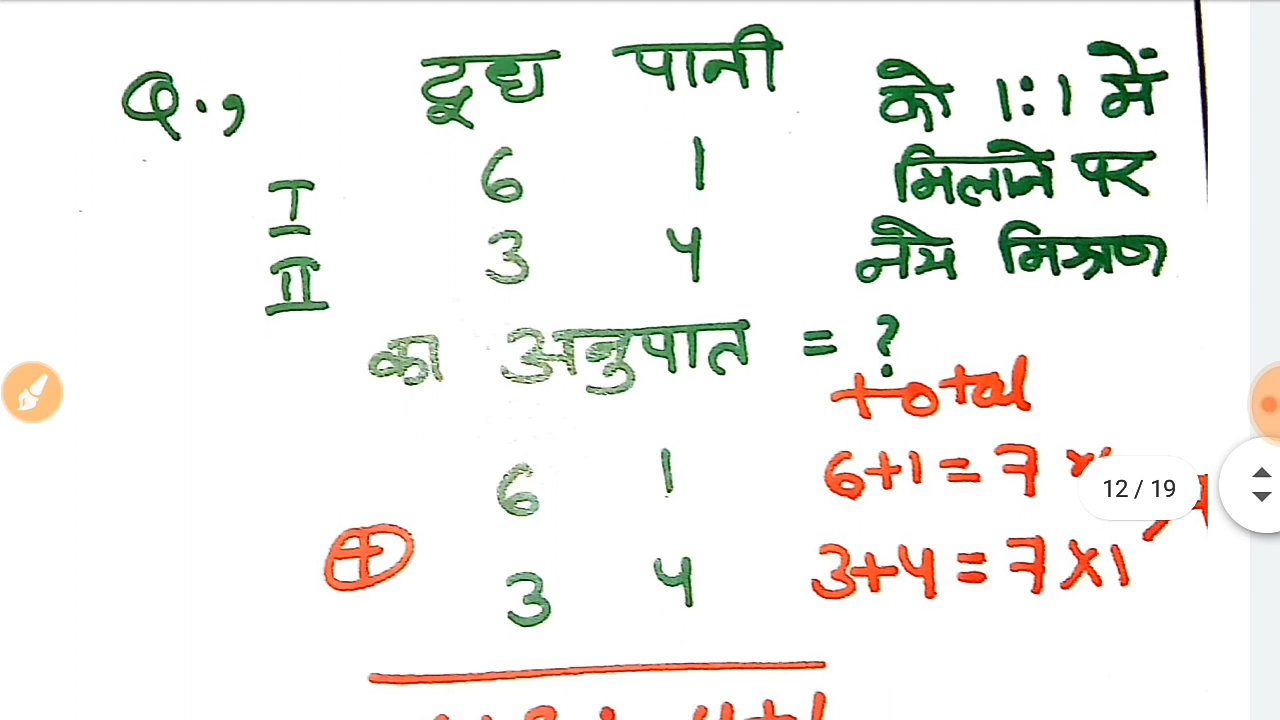 Q., दूध पानी को 1:1 में
I 6 1 मिलाने पर
II 3 4 नये मिश्रण
का अनुपात = ?
total
6 1 6+1=7
12 / 19
3 4 3+4=7×1